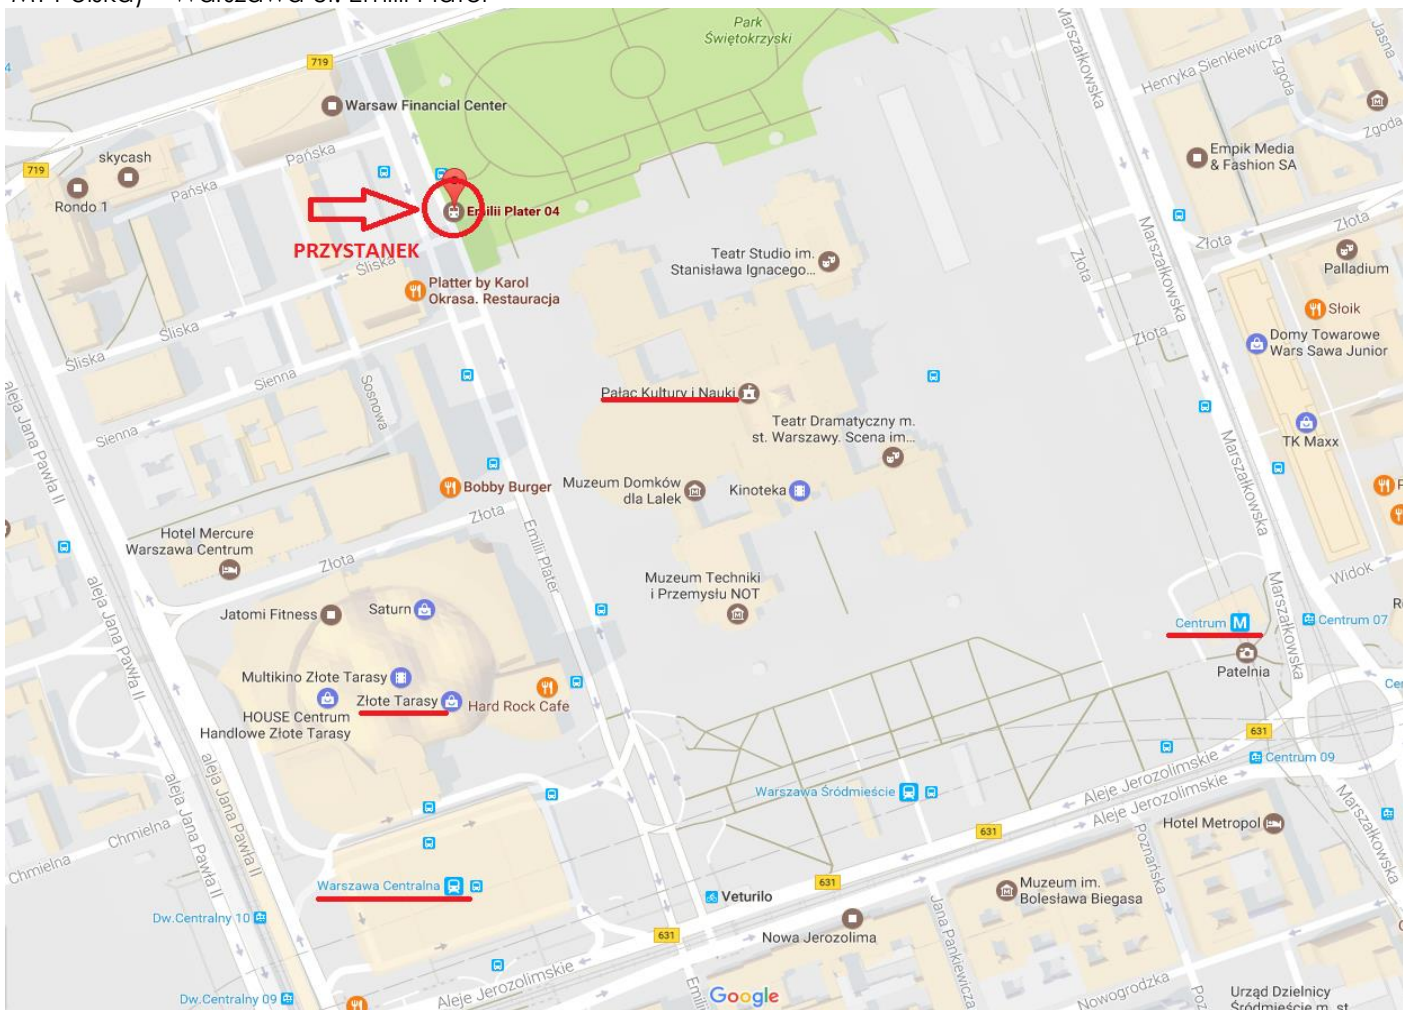 Warszawa ul. Emilii Plater
Park
Świętokrzyski
Marszałkowska
Henryka Sienkiewicza
Zgoda
Jasna
Zgoda
719
Warsaw Financial Center
Empik Media
& Fashion SA
skycash
Pańska
719
Pańska
Rondo 1
Emilii Plater 04
PRZYSTANEK
Złota
Złota
Marszałkowska
Palladium
Teatr Studio im.
Stanisława Ignacego...
Złota
Śliska
Platter by Karol
Okrasa. Restauracja
Słoik
Śliska
Śliska
Złota
Domy Towarowe
Wars Sawa Junior
Sienna
Sosnowa
Pałac Kultury i Nauki
aleja Jana Pawła II
Teatr Dramatyczny m.
st. Warszawy. Scena im...
Sienna
TK Maxx
Marszałkowska
Bobby Burger
Muzeum Domków
dla Lalek
Kinoteka
Złota
Emilii Plater
Hotel Mercure
Warszawa Centrum
Złota
Widok
Muzeum Techniki
i Przemysłu NOT
aleja Jana Pawła II
Marszałkowska
Jatomi Fitness
Saturn
Centrum M
Centrum 07
Patelnia
Multikino Złote Tarasy
Złote Tarasy
Hard Rock Cafe
HOUSE Centrum
Handlowe Złote Tarasy
631
Centrum 09
aleja Jana Pawła II
aleja Jana Pawła II
Warszawa Śródmieście
Aleje Jerozolimskie
Aleje Jerozolimskie
Marszałkowska
Chmielna
Chmielna
631
Hotel Metropol
Poznańska
Warszawa Centralna
631
Veturilo
Muzeum im.
Bolesława Biegasa
Dw.Centralny 10
631
Nowa Jerozolima
Jana Pankiewicza
Aleje Jerozolimskie
Dw.Centralny 09
Emilii
Google
Nowogrodzka
Urząd Dzielnicy
Śródmieście m. st.